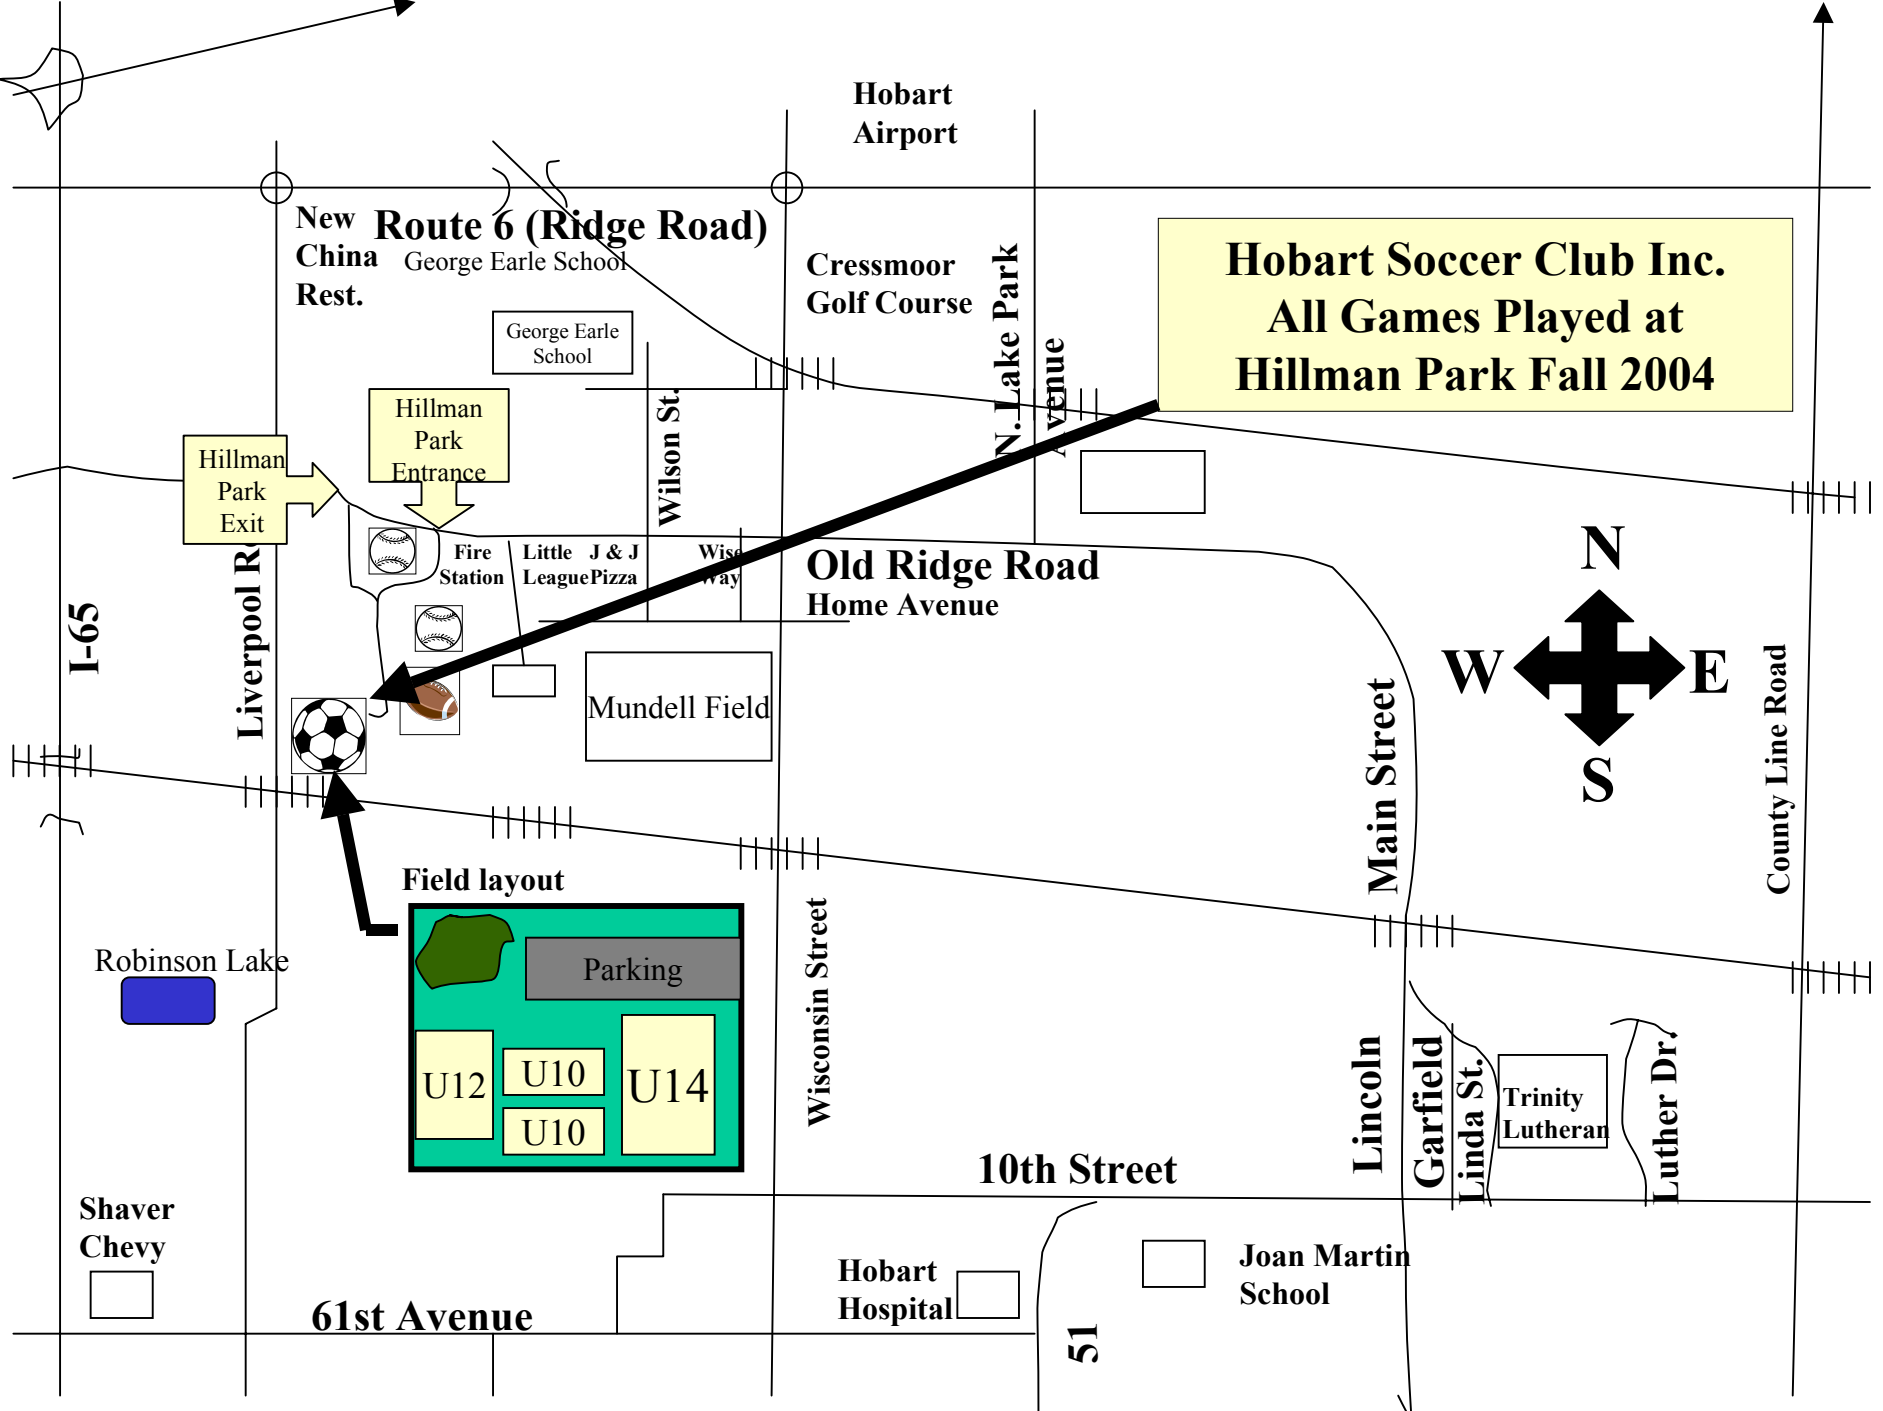 Hobart
Airport
New
China
Rest.
Route 6 (Ridge Road)
George Earle School
Cressmoor
Golf Course
N. Lake Park
Avenue
Hobart Soccer Club Inc.
All Games Played at
Hillman Park Fall 2004
George Earle
School
Hillman
Park
Entrance
Hillman
Park
Exit
Wilson St.
Fire
Station
Little
League
J & J
Pizza
Wise
Way
Old Ridge Road
Home Avenue
N
W
E
S
I-65
Liverpool R
Mundell Field
Main Street
County Line Road
Field layout
Robinson Lake
Parking
U12
U10
U10
U14
Wisconsin Street
Lincoln
Garfield
Linda St.
Trinity
Lutheran
Luther Dr.
10th Street
Shaver
Chevy
61st Avenue
Hobart
Hospital
51
Joan Martin
School